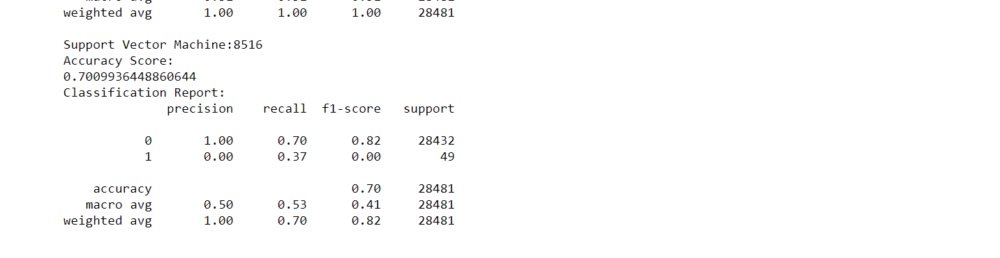 weighted avg 1.00 1.00 1.00 28481
Support Vector Machine:8516
Accuracy Score:
0.7009936448860644
Classification Report:
precision recall f1-score support
0 1.00 0.70 0.82 28432
1 0.00 0.37 0.00 49
accuracy 0.70 28481
macro avg 0.50 0.53 0.41 28481
weighted avg 1.00 0.70 0.82 28481